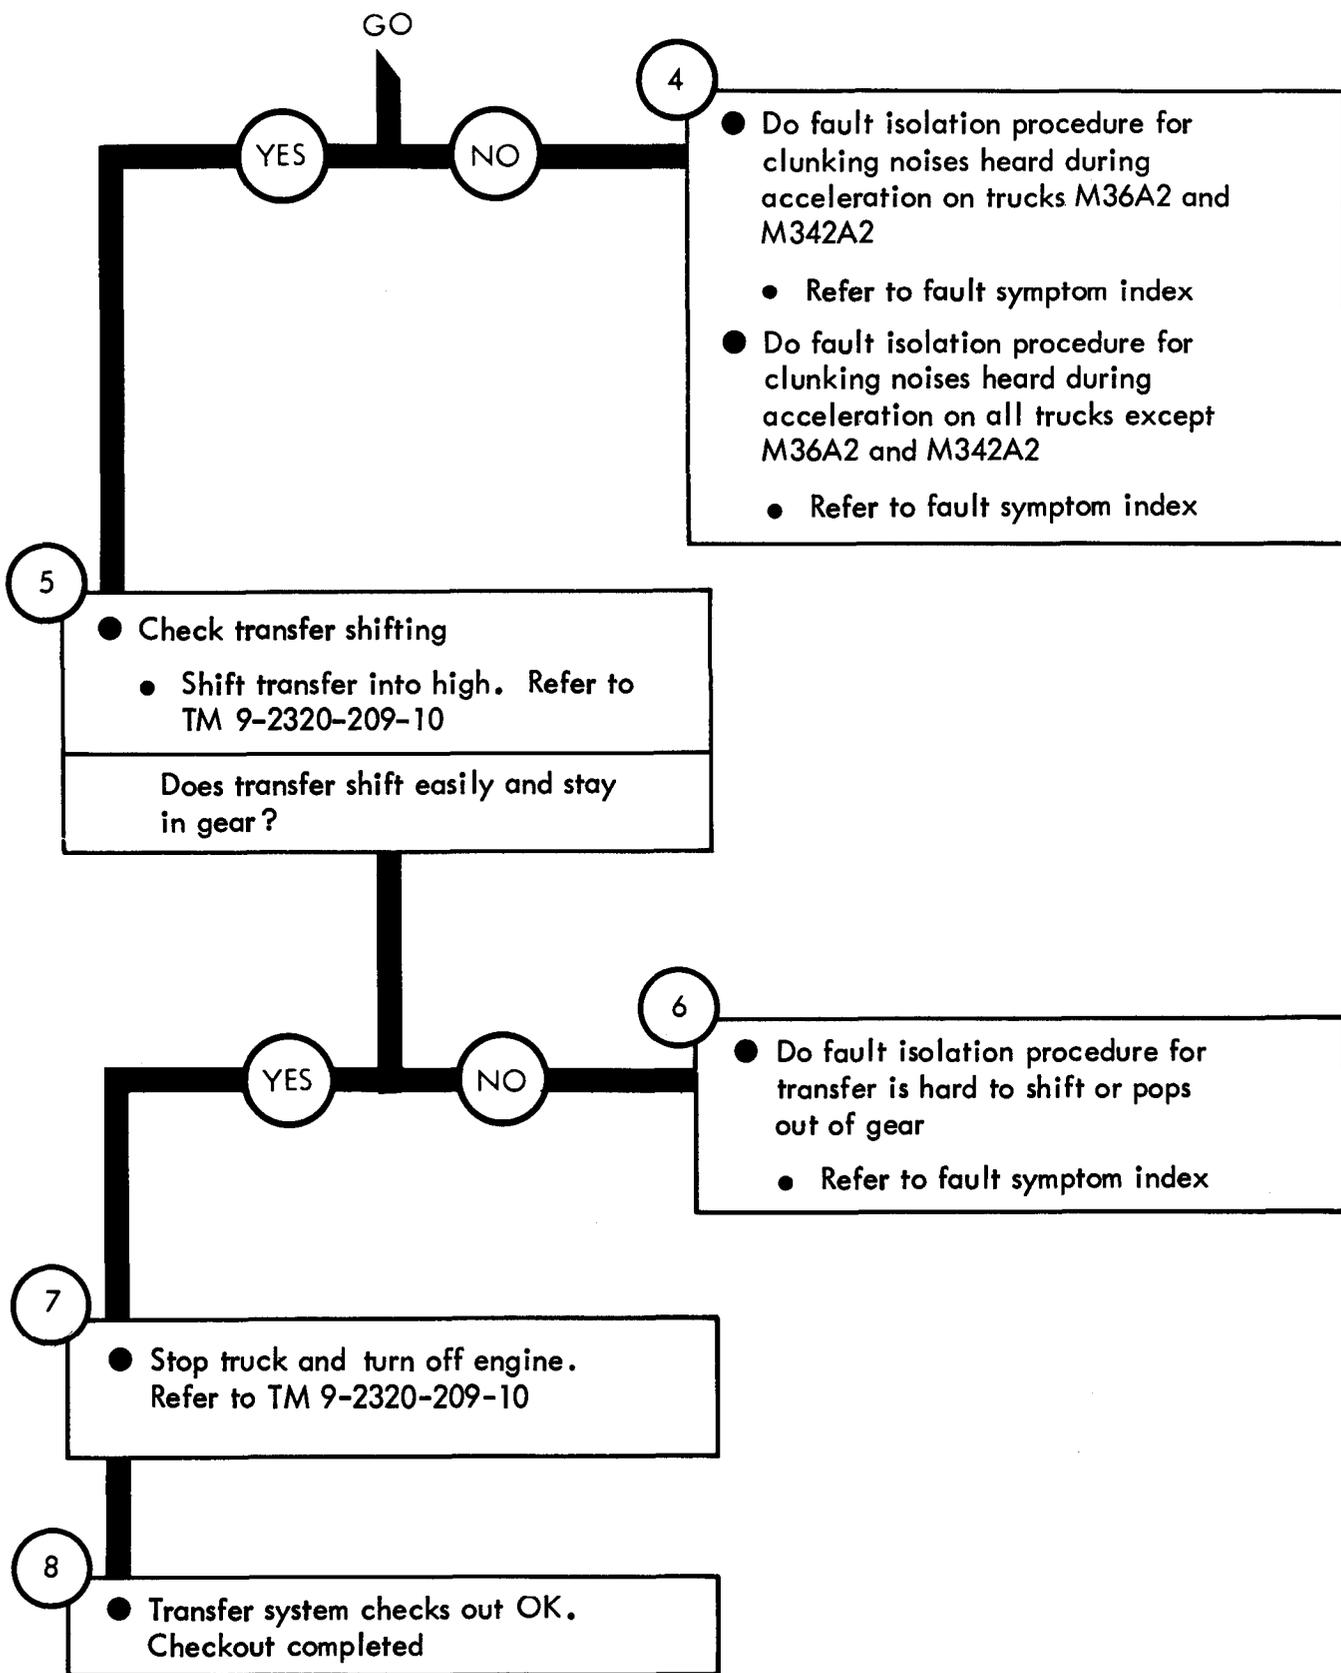 GO
YES
NO
4
● Do fault isolation procedure for
clunking noises heard during
acceleration on trucks M36A2 and
M342A2
● Refer to fault symptom index
● Do fault isolation procedure for
clunking noises heard during
acceleration on all trucks except
M36A2 and M342A2
● Refer to fault symptom index
5
● Check transfer shifting
● Shift transfer into high. Refer to
TM 9-2320-209-10
Does transfer shift easily and stay
in gear?
YES
NO
6
● Do fault isolation procedure for
transfer is hard to shift or pops
out of gear
● Refer to fault symptom index
7
● Stop truck and turn off engine.
Refer to TM 9-2320-209-10
8
● Transfer system checks out OK.
Checkout completed